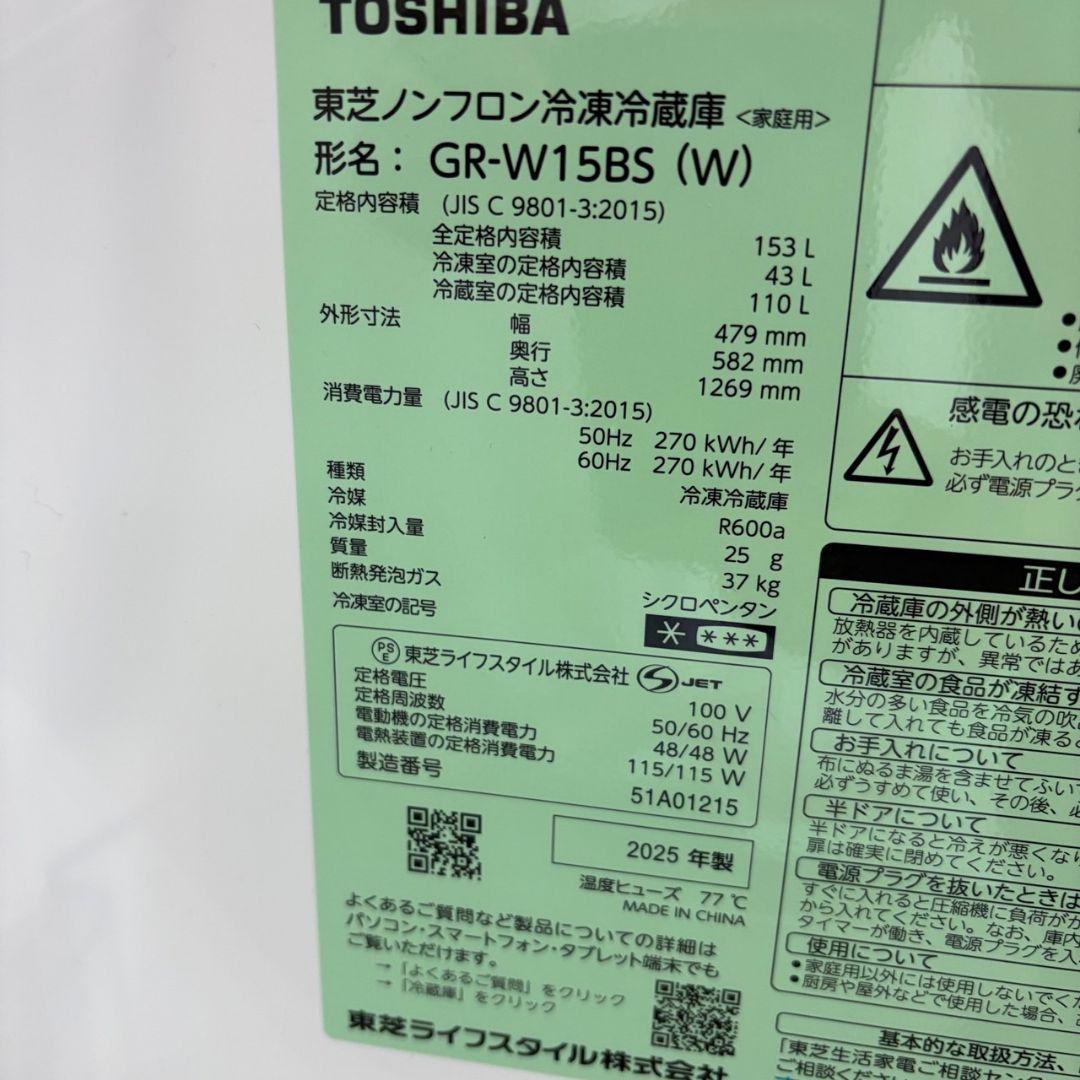 TOSHIBA
東芝ノンフロン冷凍冷蔵庫 <家庭用>
形名： GR-W15BS (W)
定格内容積 (JIS C 9801-3:2015)
全定格内容積 153 L
冷凍室の定格内容積 43 L
冷蔵室の定格内容積 110 L
外形寸法 幅 479 mm
奥行 582 mm
高さ 1269 mm
消費電力量 (JIS C 9801-3:2015)
50Hz 270 kWh/年
60Hz 270 kWh/年
種類 冷凍冷蔵庫
冷媒 R600a
冷媒封入量 25 g
質量 37 kg
断熱発泡ガス シクロペンタン
冷凍室の記号 * ***
PSE 東芝ライフスタイル株式会社 S JET
定格電圧 100 V
定格周波数 50/60 Hz
電動機の定格消費電力 48/48 W
電熱装置の定格消費電力 115/115 W
製造番号 51A01215
2025 年製
温度ヒューズ 77℃
MADE IN CHINA
よくあるご質問など製品についての詳細は
パソコン・スマートフォン・タブレット端末でも
ご覧いただけます。
→「よくあるご質問」をクリック
→「冷蔵庫」をクリック
東芝ライフスタイル株式会社
感電の恐
お手入れのと
必ず電源プラ
正し
冷蔵庫の外側が熱い
放熱器を内蔵しているため
がありますが、異常ではあ
冷蔵室の食品が凍結す
水分の多い食品を冷気の吹
離して入れても食品が凍ると
お手入れについて
布にぬるま湯を含ませてふい
必ずうすめて使い、その後、
半ドアについて
半ドアになると冷えが悪くな
扉は確実に閉めてください。
電源プラグを抜いたときは
すぐに入れると圧縮機に負荷が
から入れてください。なお、庫内
タイマーが働き、電源プラグを入
使用について
●家庭用以外には使用しないでくだ
●厨房や屋外などで使用した場合、
基本的な取扱方法、
「東芝生活家電ご相談セン
ご相談くださ